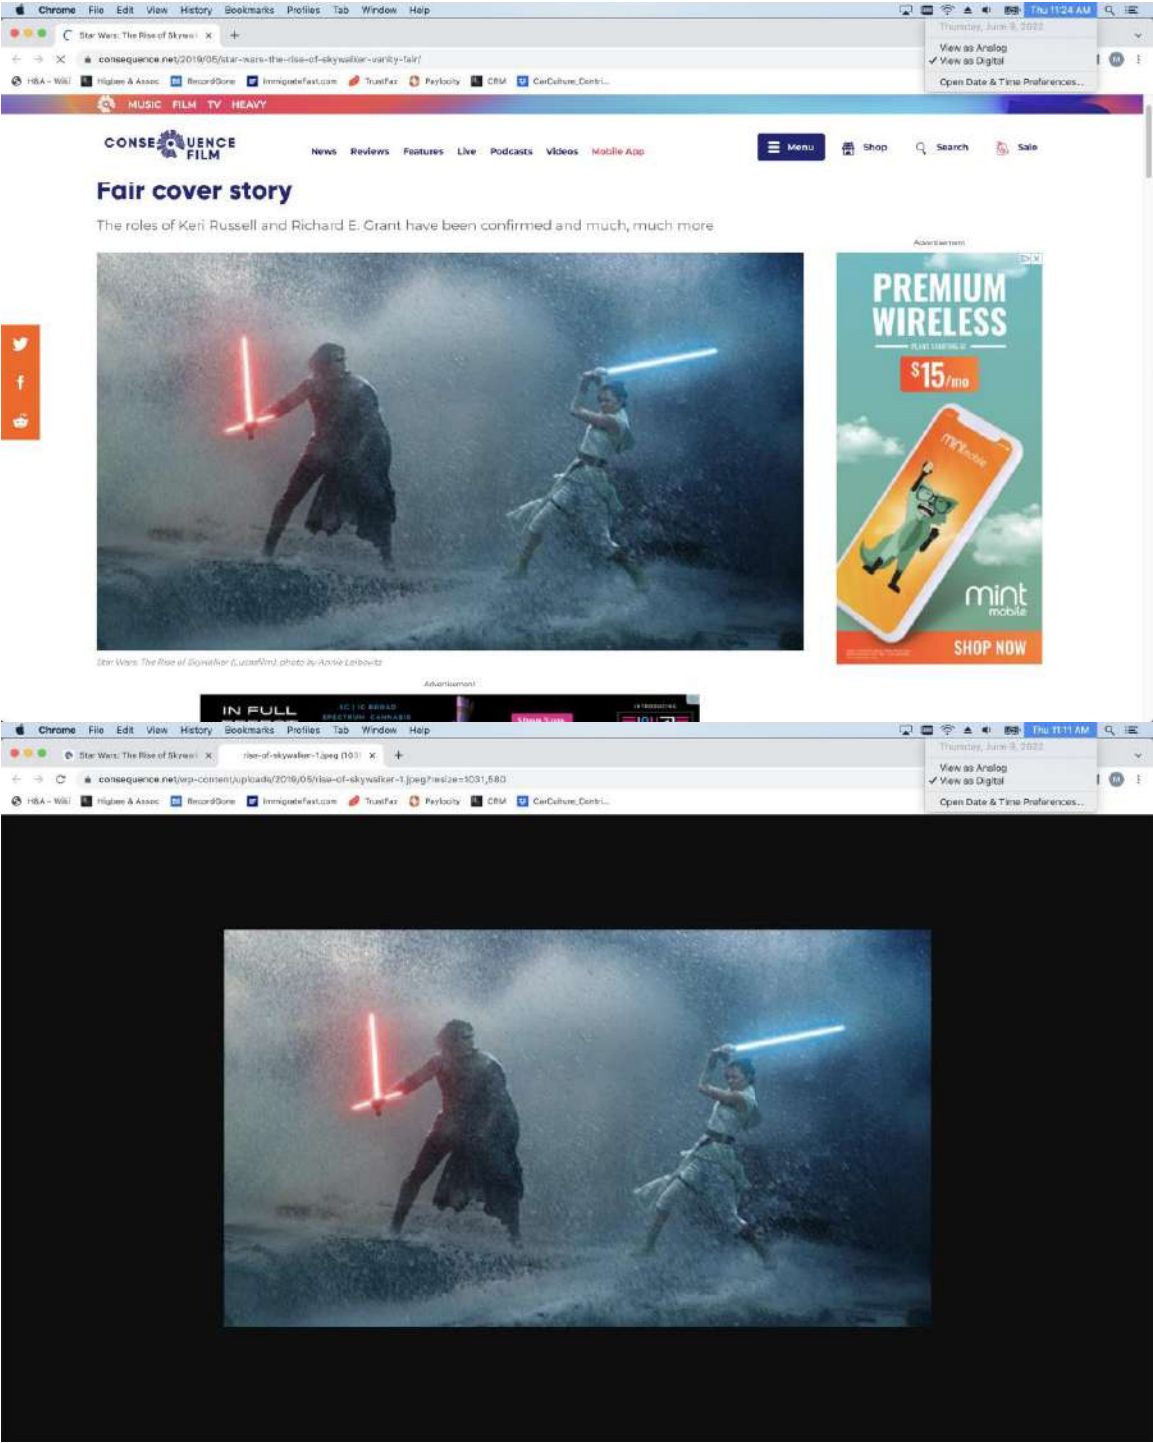 Chrome File Edit View History Bookmarks Profiles Tab Window Help Thu 11:24 AM
Thursday, June 9, 2022
Star Wars: The Rise of Skywal
View as Analog
consequence.net/2019/05/star-wars-the-rise-of-skywalker-vanity-fair/
✓ View as Digital
H&A - Wiki Higbee & Assoc RecordGone ImmigrateFast.com TrustFax Paylocity CRM CarCulture_Contri...
Open Date & Time Preferences...
MUSIC FILM TV HEAVY
CONSEQUENCE FILM
News Reviews Features Live Podcasts Videos Mobile App
Menu Shop Search Sale
Fair cover story
The roles of Keri Russell and Richard E. Grant have been confirmed and much, much more
Advertisement
PREMIUM
WIRELESS
PLANS STARTING AT
$15/mo
mint mobile
mint
mobile
SHOP NOW
Star Wars: The Rise of Skywalker (Lucasfilm), photo by Annie Leibovitz
Advertisement
IN FULL
BROAD
INTRODUCING
SPECTRUM CANNABIS
Chrome File Edit View History Bookmarks Profiles Tab Window Help Thu 11:11 AM
Thursday, June 9, 2022
Star Wars: The Rise of Skywal rise-of-skywalker-1.jpeg (1031
View as Analog
consequence.net/wp-content/uploads/2019/05/rise-of-skywalker-1.jpeg?resize=1031,580
✓ View as Digital
H&A - Wiki Higbee & Assoc RecordGone ImmigrateFast.com TrustFax Paylocity CRM CarCulture_Contri...
Open Date & Time Preferences...